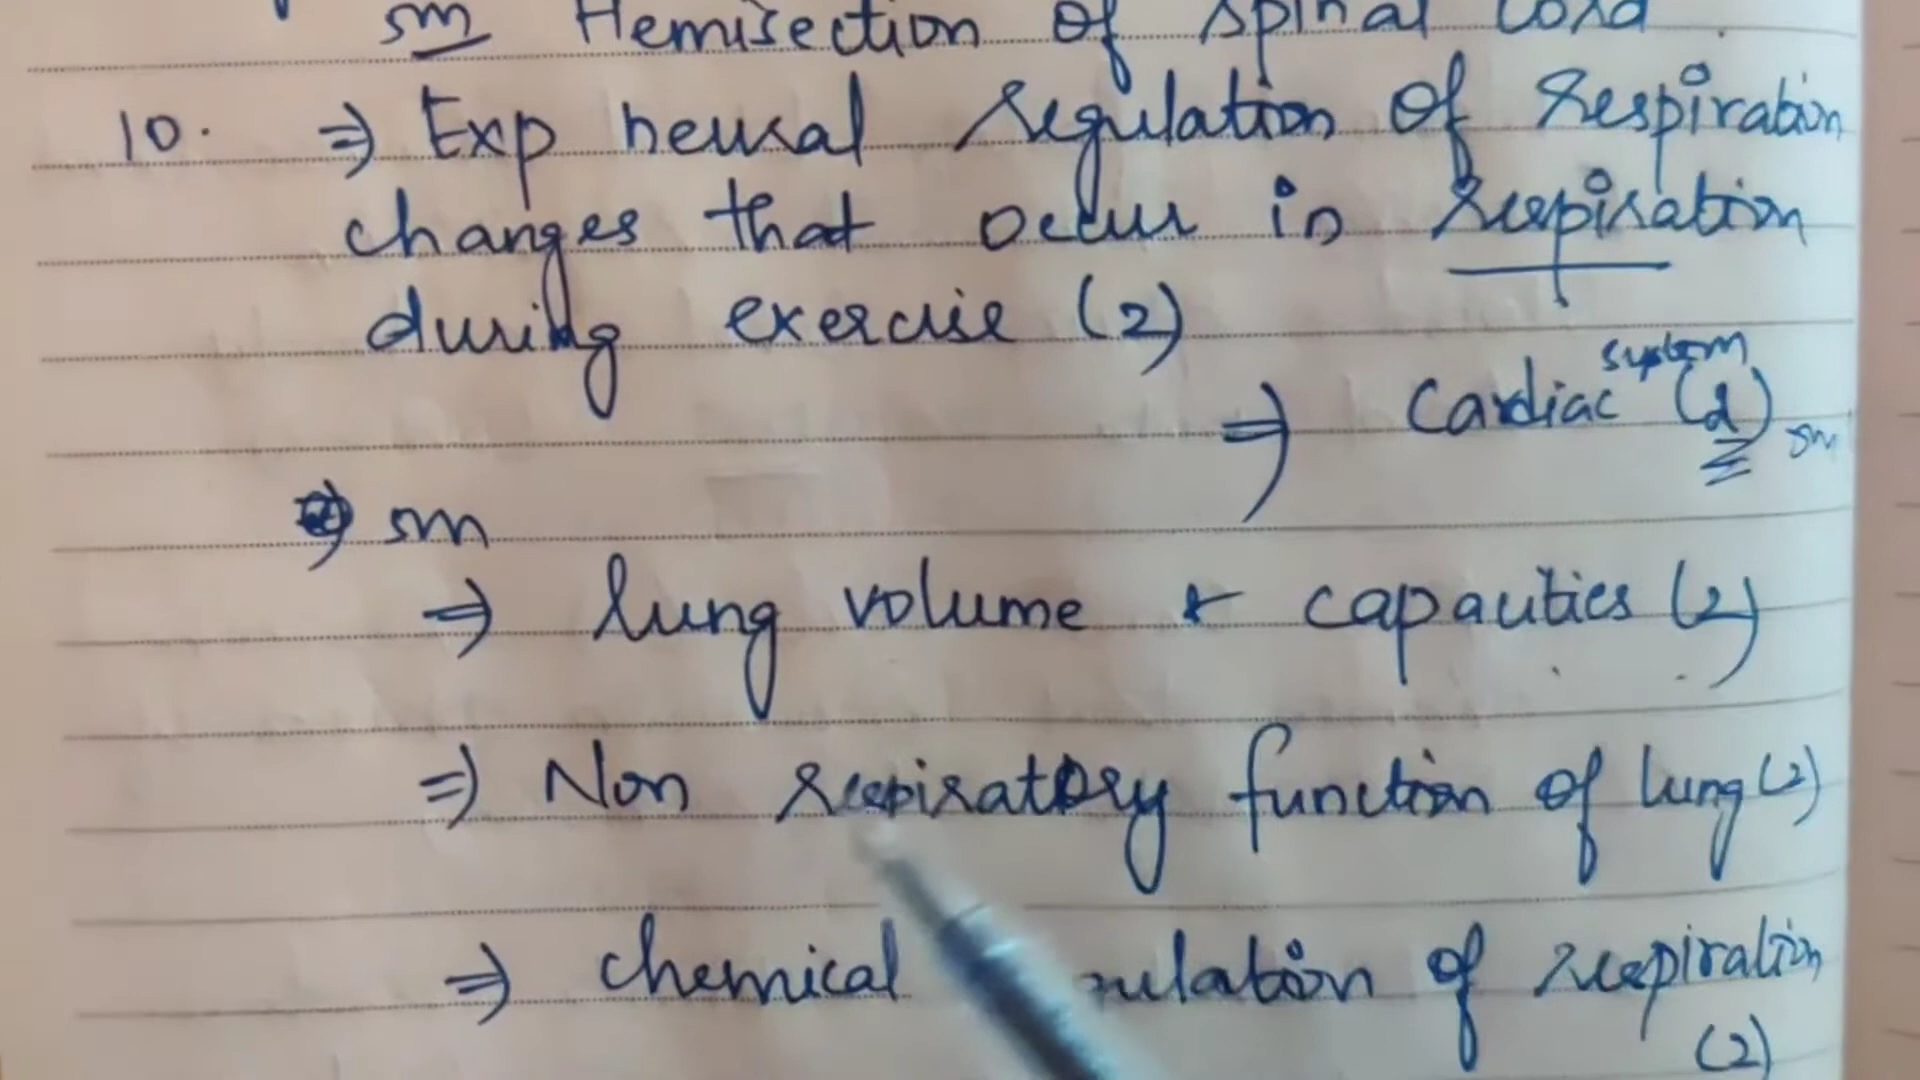 sm Hemisection of spinal cord
10. ⇒ Exp neural regulation of respiration
changes that occur in respiration
during exercise (2)
⇒ Cardiac system (2) sm
⇒ sm
⇒ lung volume & capacities (2)
⇒ Non respiratory function of lung (2)
⇒ chemical ulation of respiration
(2)